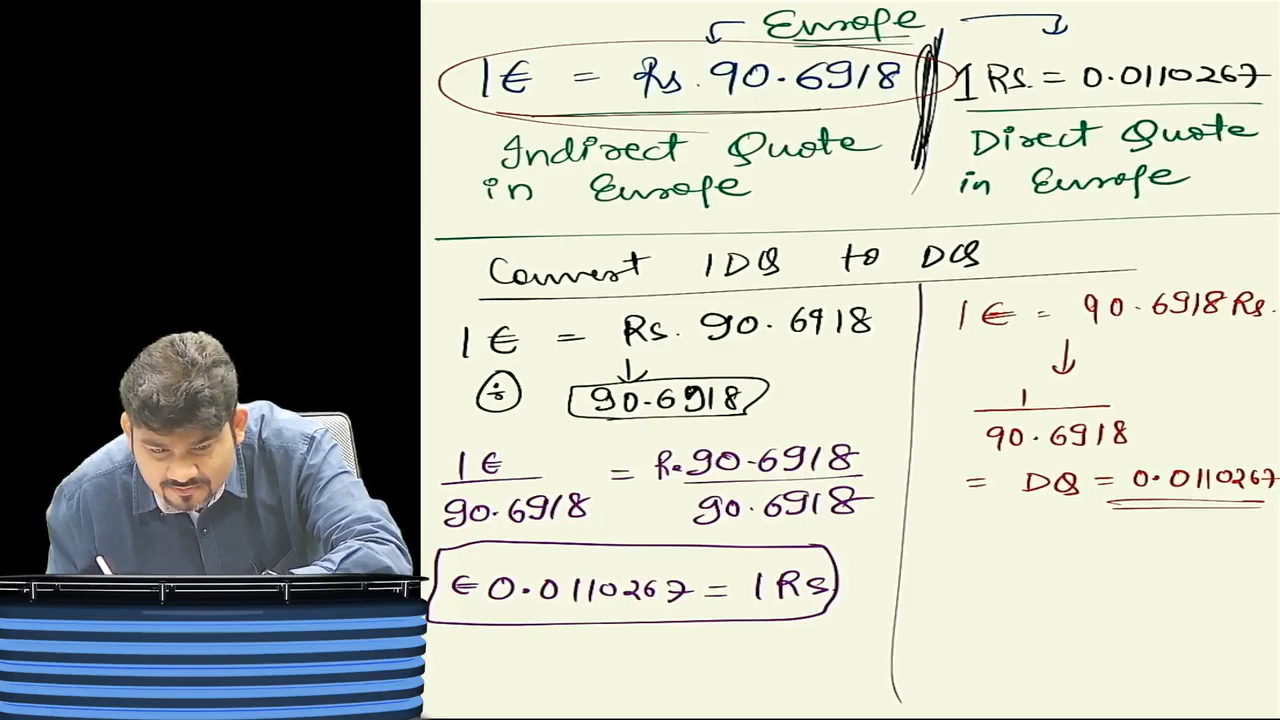 Europe
1€ = Rs. 90.6918
1 Rs. = 0.0110267
Indirect Quote
in Europe
Direct Quote
in Europe
Convert IDQ to DQ
1€ = Rs. 90.6918
÷ 90.6918
1€ / 90.6918 = Rs 90.6918 / 90.6918
€ 0.0110267 = 1 Rs
1€ = 90.6918 Rs.
1
90.6918
= DQ = 0.0110267